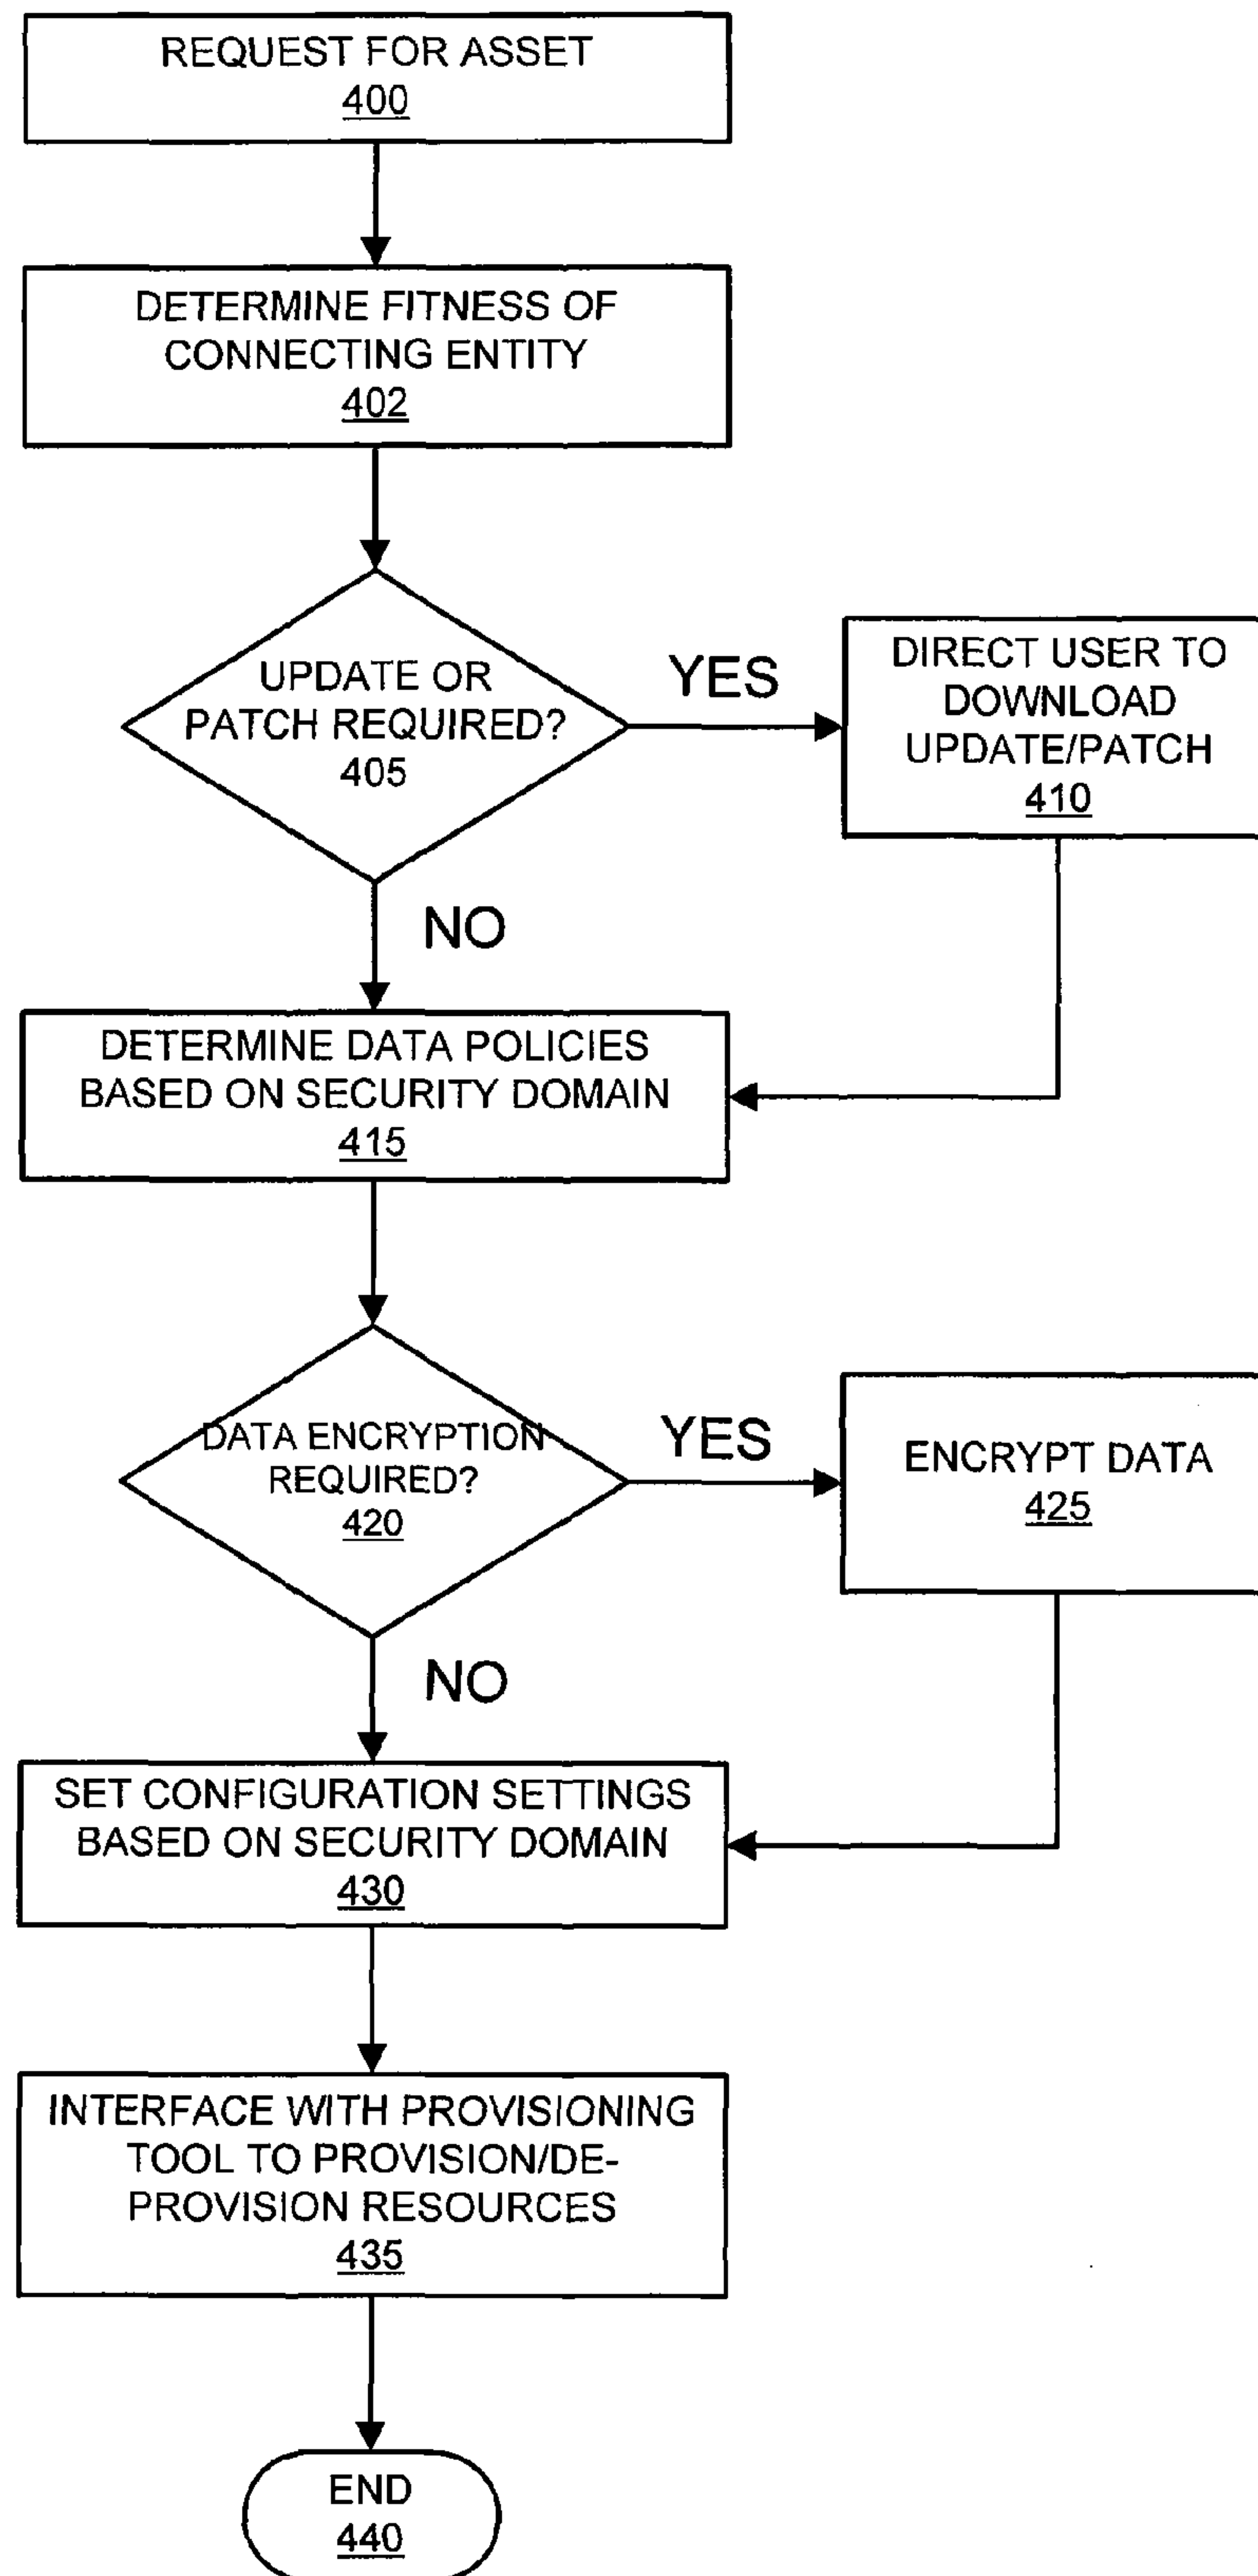 REQUEST FOR ASSET
400
DETERMINE FITNESS OF
CONNECTING ENTITY
402
UPDATE OR
PATCH REQUIRED?
405
YES
DIRECT USER TO
DOWNLOAD
UPDATE/PATCH
410
NO
DETERMINE DATA POLICIES
BASED ON SECURITY DOMAIN
415
DATA ENCRYPTION
REQUIRED?
420
YES
ENCRYPT DATA
425
NO
SET CONFIGURATION SETTINGS
BASED ON SECURITY DOMAIN
430
INTERFACE WITH PROVISIONING
TOOL TO PROVISION/DE-
PROVISION RESOURCES
435
END
440